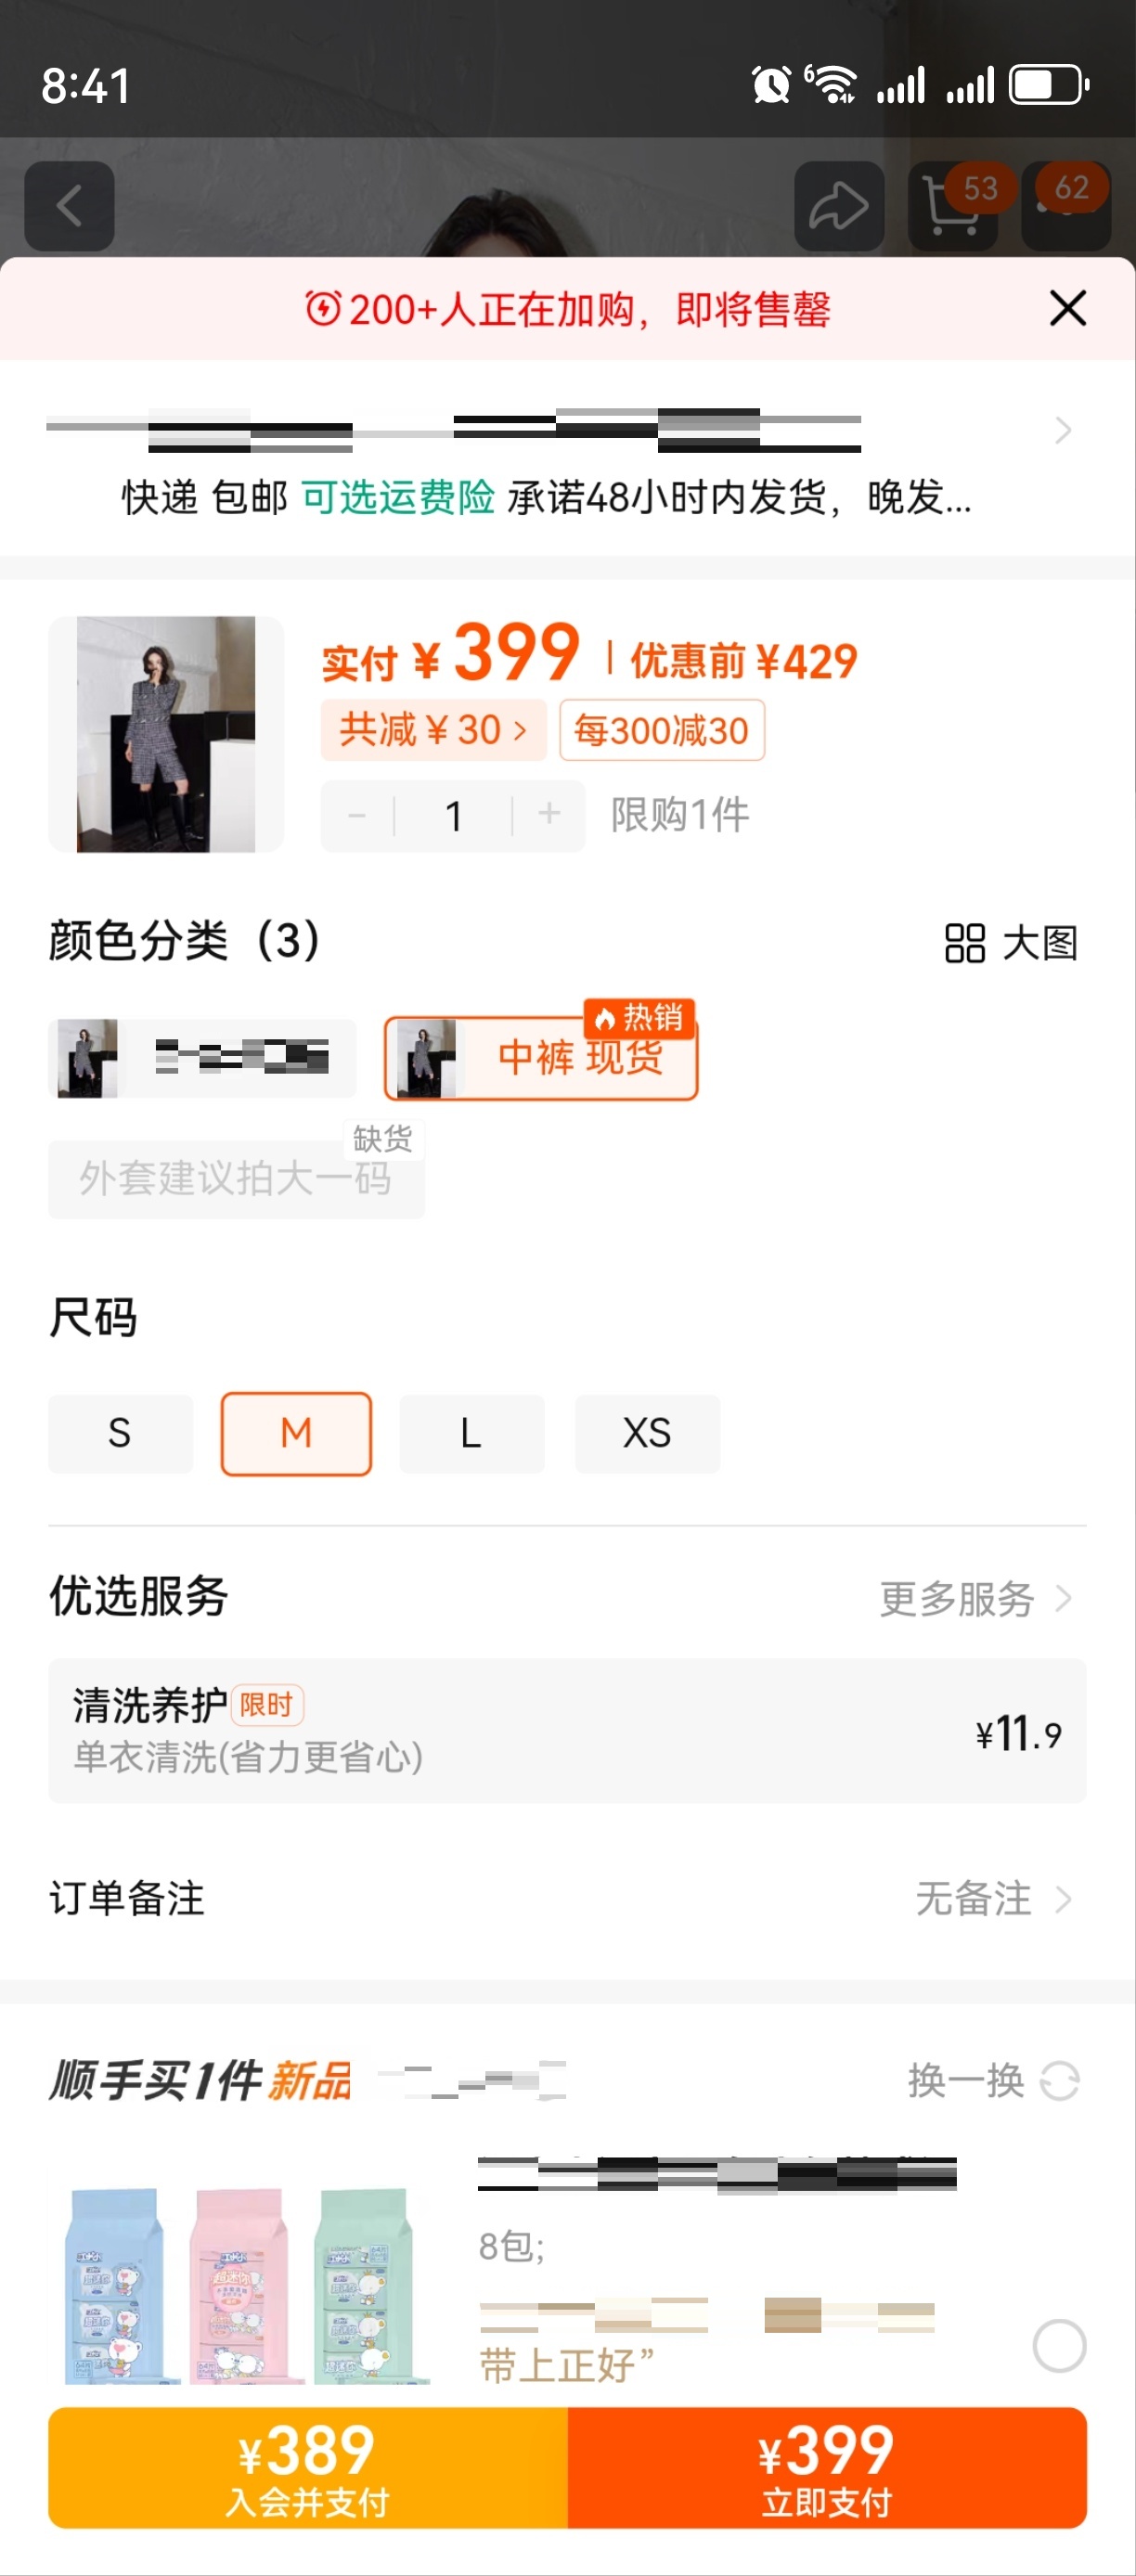 8:41
6
53
62
200+人正在加购，即将售罄
快递 包邮 可选运费险 承诺48小时内发货，晚发...
实付 ¥399 | 优惠前 ¥429
共减¥30 >
每300减30
- 1 + 限购1件
颜色分类（3）
大图
热销
中裤 现货
缺货
外套建议拍大一码
尺码
S M L XS
优选服务
更多服务 >
清洗养护 限时
单衣清洗(省力更省心)
¥11.9
订单备注
无备注 >
顺手买1件 新品
换一换
8包;
带上正好”
¥389
入会并支付
¥399
立即支付